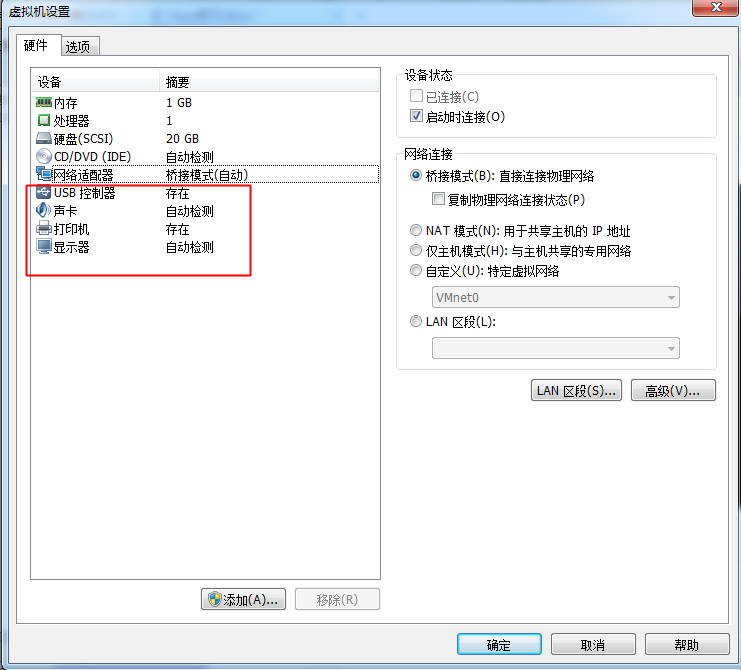 虚拟机设置
硬件 选项
设备 摘要
内存 1 GB
处理器 1
硬盘(SCSI) 20 GB
CD/DVD (IDE) 自动检测
网络适配器 桥接模式(自动)
USB 控制器 存在
声卡 自动检测
打印机 存在
显示器 自动检测
添加(A)... 移除(R)
设备状态
已连接(C)
启动时连接(O)
网络连接
桥接模式(B): 直接连接物理网络
复制物理网络连接状态(P)
NAT 模式(N): 用于共享主机的 IP 地址
仅主机模式(H): 与主机共享的专用网络
自定义(U): 特定虚拟网络
VMnet0
LAN 区段(L):
LAN 区段(S)... 高级(V)...
确定 取消 帮助